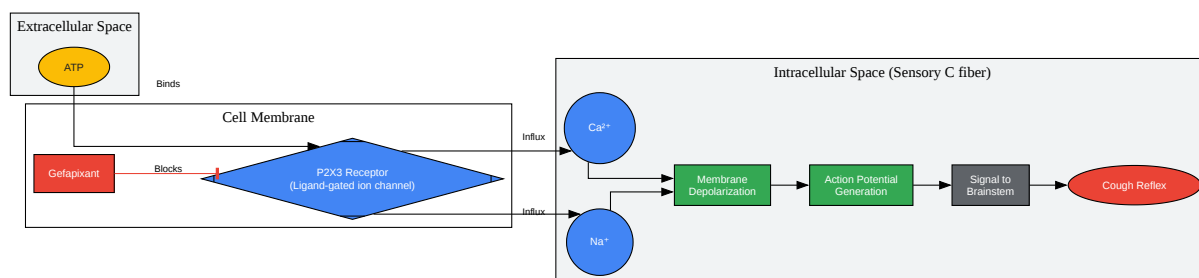 Extracellular Space
ATP
Binds
Cell Membrane
Gefapixant
Blocks
P2X3 Receptor
(Ligand-gated ion channel)
Influx
Influx
Intracellular Space (Sensory C fiber)
Ca²⁺
Na⁺
Membrane
Depolarization
Action Potential
Generation
Signal to
Brainstem
Cough Reflex